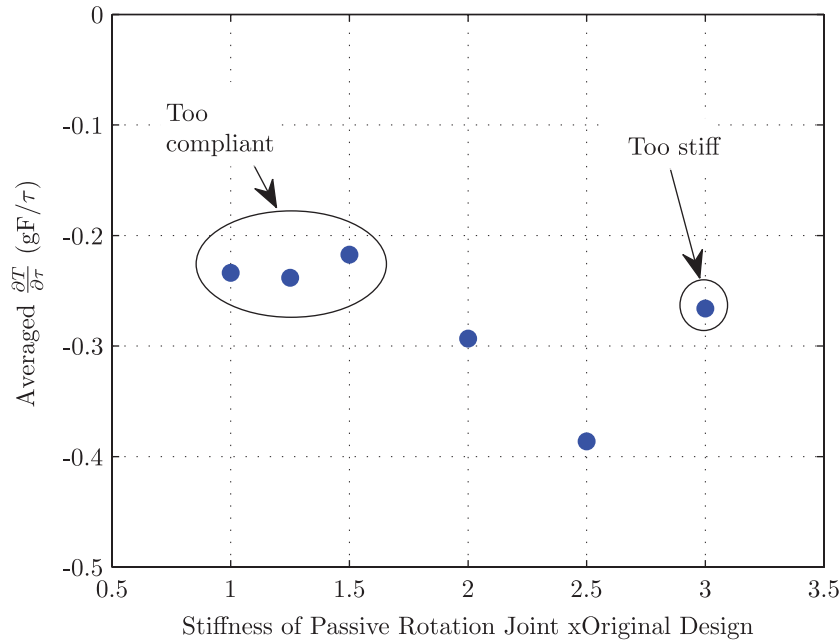 0
-0.1
-0.2
-0.3
-0.4
-0.5
0.5
1
1.5
2
2.5
3
3.5
Too
compliant
Too stiff
Averaged ∂T/∂τ (gF/τ)
Stiffness of Passive Rotation Joint xOriginal Design